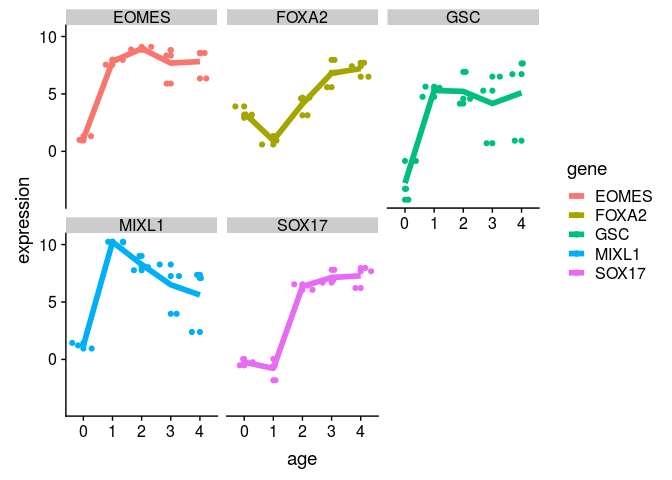 EOMES FOXA2 GSC
10
5
0
gene
EOMES
FOXA2
GSC
MIXL1
SOX17
expression
0 1 2 3 4
MIXL1 SOX17
10
5
0
0 1 2 3 4 0 1 2 3 4
age